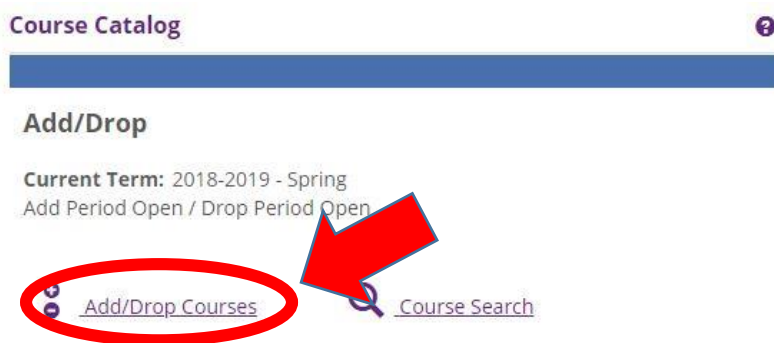 Course Catalog
Add/Drop
Current Term: 2018-2019 - Spring
Add Period Open / Drop Period Open
Add/Drop Courses Course Search